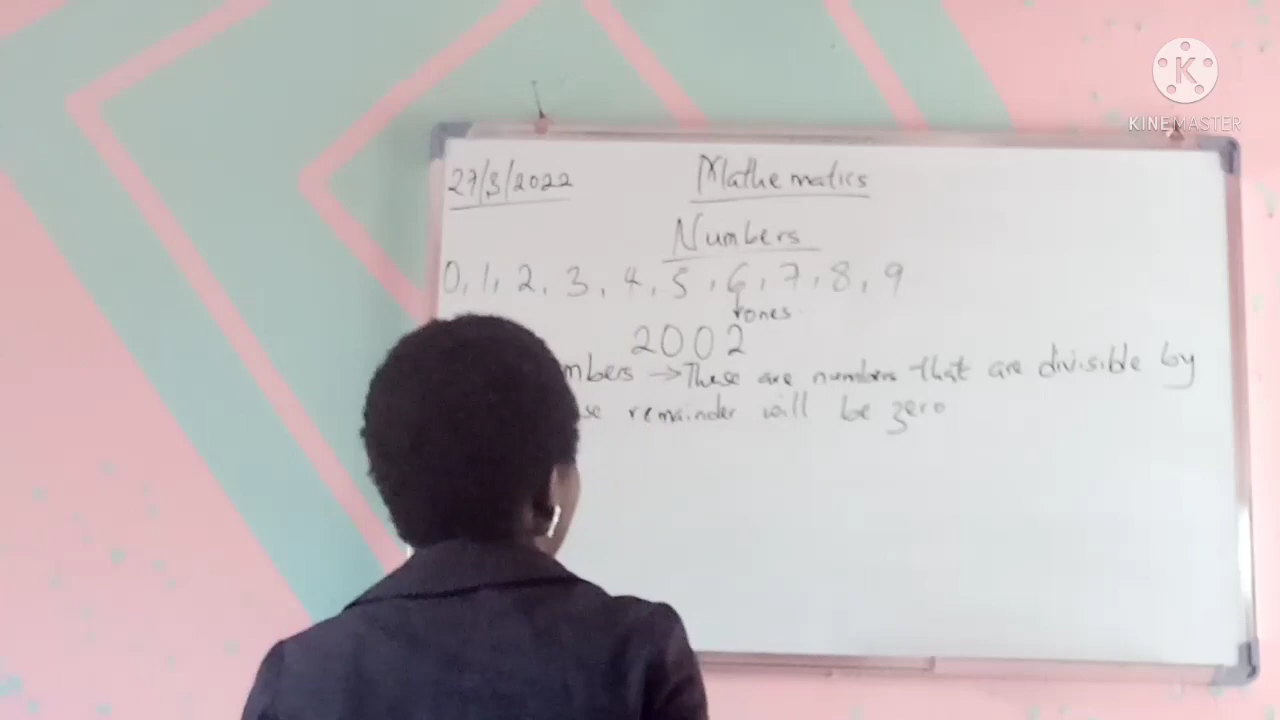 27/3/2022 Mathematics
Numbers
0, 1, 2, 3, 4, 5, 6, 7, 8, 9
ones
2002
mbers → These are numbers that are divisible by
se remainder will be zero
KINEMASTER